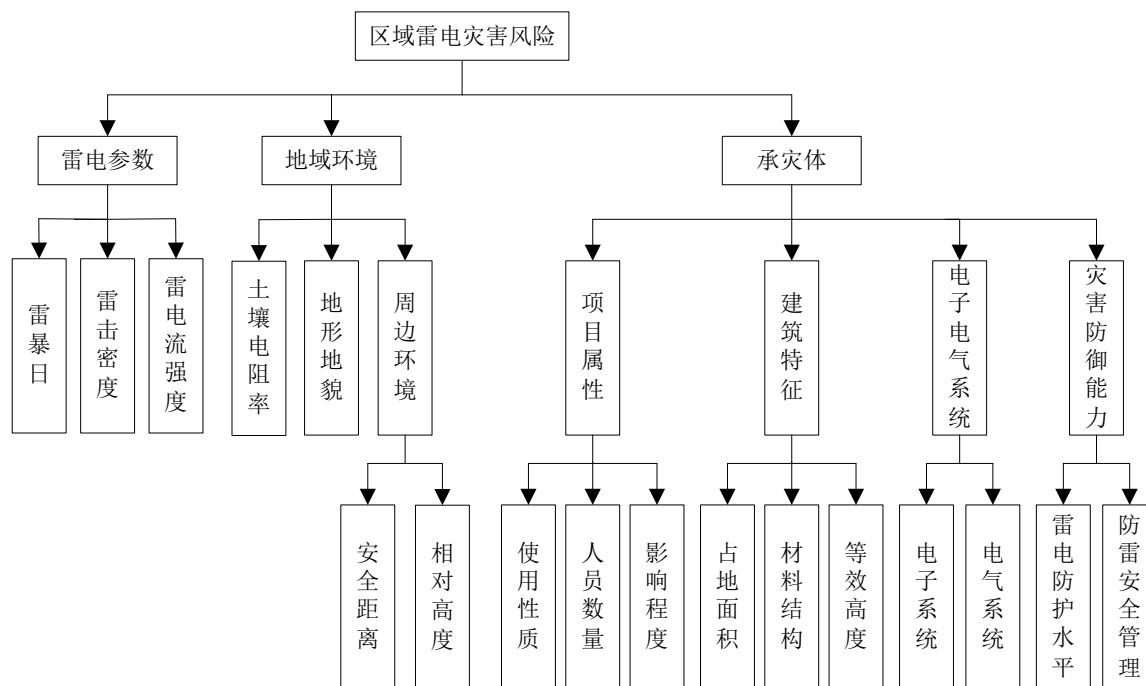 区域雷电灾害风险
雷电参数
地域环境
承灾体
雷暴日
雷击密度
雷电流强度
土壤电阻率
地形地貌
周边环境
项目属性
建筑特征
电子电气系统
灾害防御能力
安全距离
相对高度
使用性质
人员数量
影响程度
占地面积
材料结构
等效高度
电子系统
电气系统
雷电防护水平
防雷安全管理